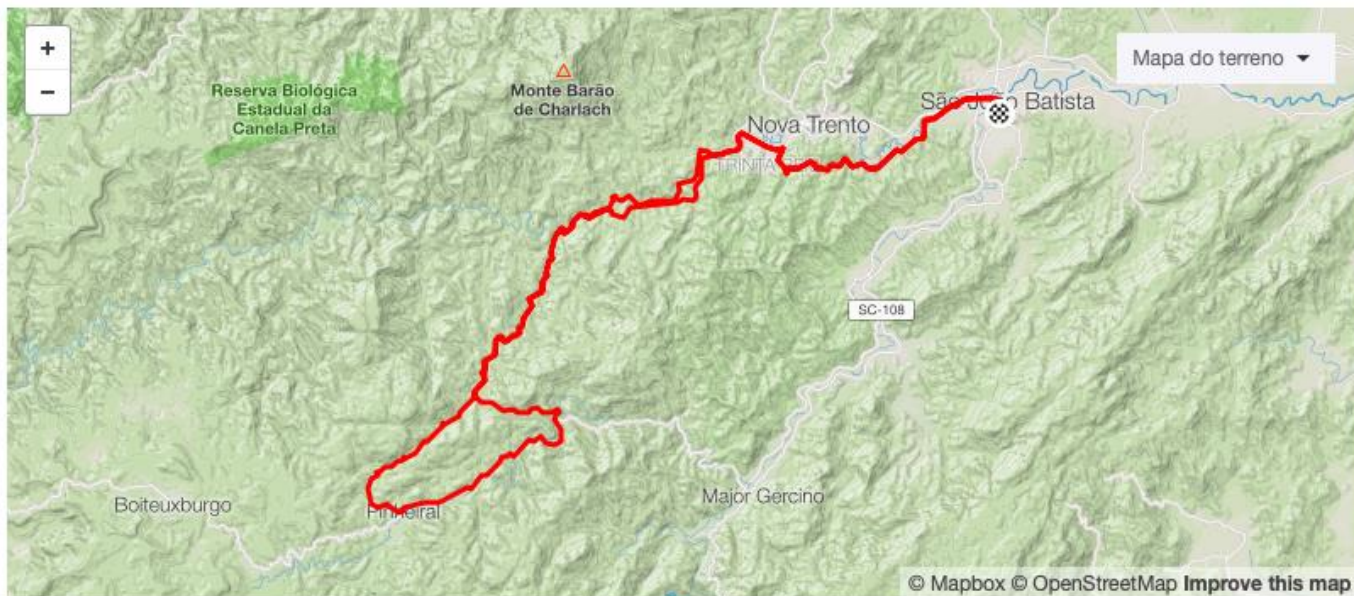 +
−
Mapa do terreno
Reserva Biológica
Estadual da
Canela Preta
Monte Barão
de Charlach
São João Batista
Nova Trento
SC-108
Major Gercino
Boiteuxburgo
Pinheiral
© Mapbox © OpenStreetMap Improve this map